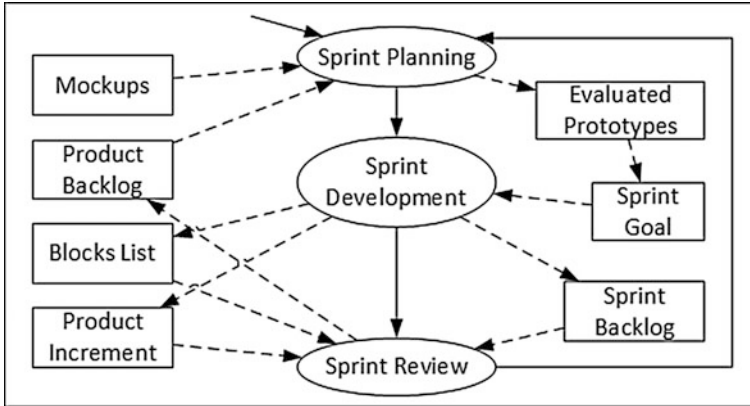 Sprint Planning
Mockups
Evaluated
Prototypes
Product
Backlog
Sprint
Development
Sprint
Goal
Blocks List
Sprint
Backlog
Product
Increment
Sprint Review